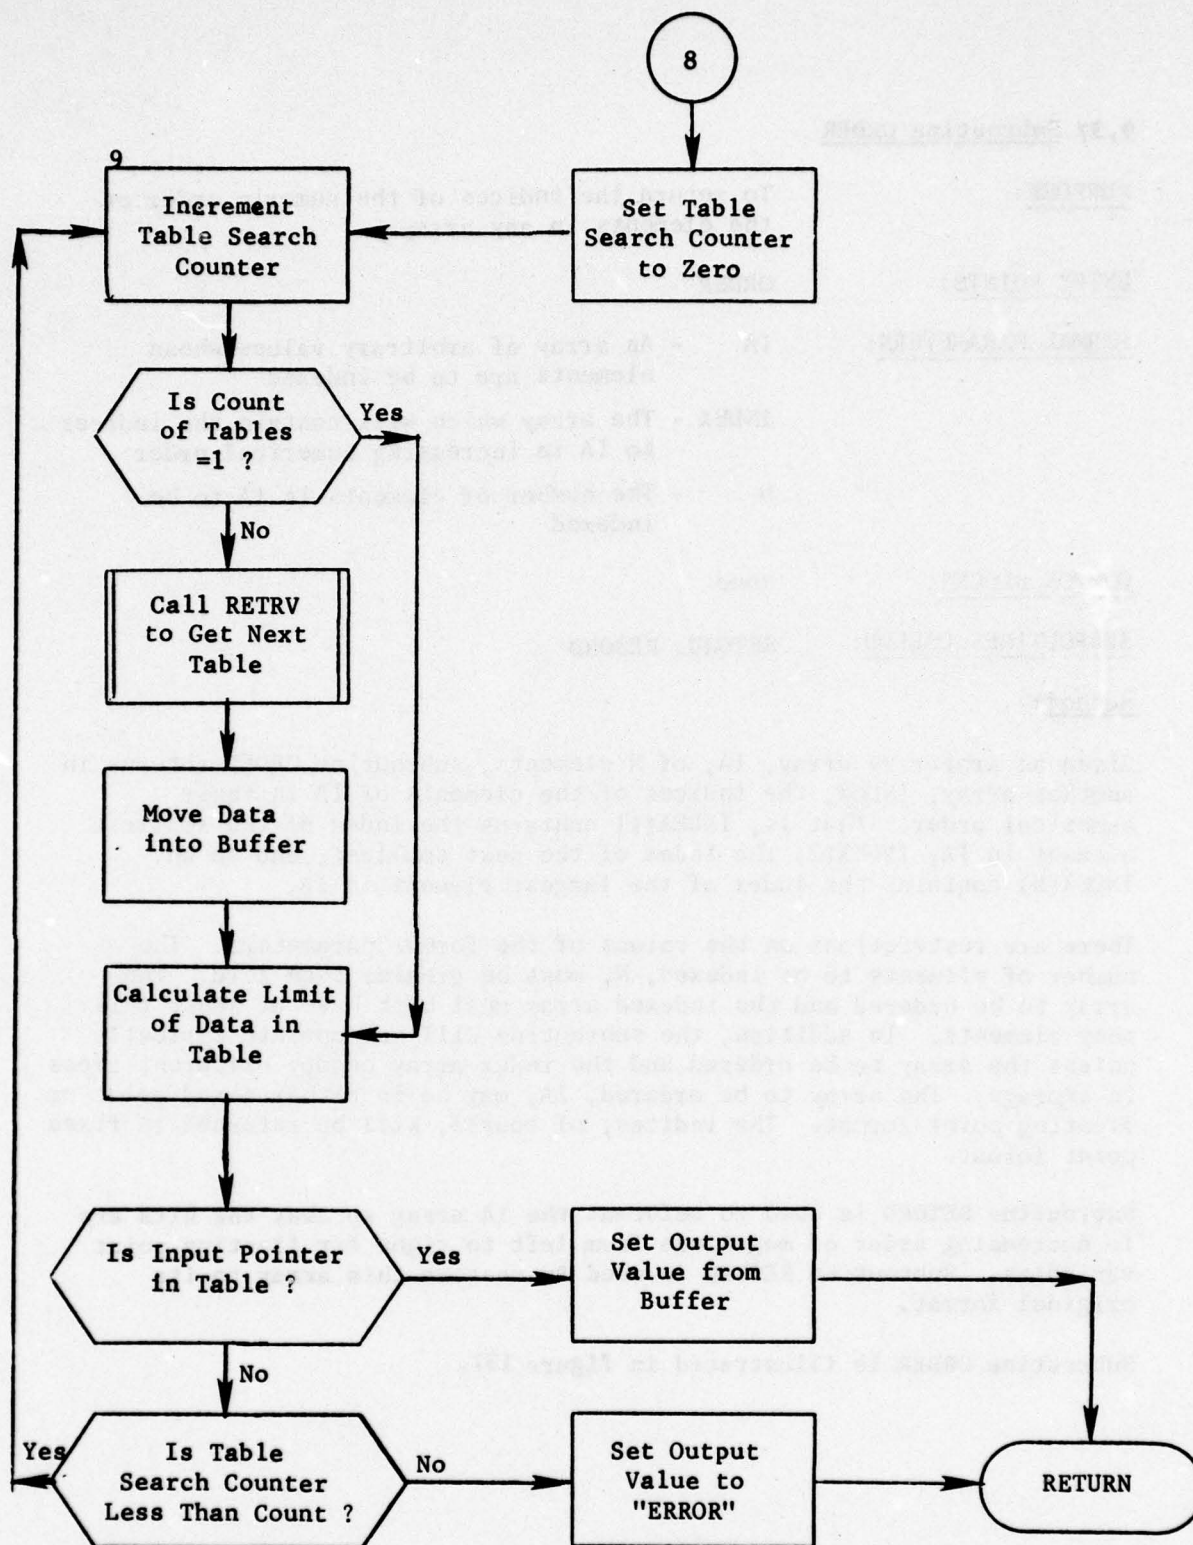 8
9
Increment
Table Search
Counter
Set Table
Search Counter
to Zero
Is Count
of Tables
=1 ?
Yes
No
Call RETRV
to Get Next
Table
Move Data
into Buffer
Calculate Limit
of Data in
Table
Is Input Pointer
in Table ?
Yes
Set Output
Value from
Buffer
No
Yes
Is Table
Search Counter
Less Than Count ?
No
Set Output
Value to
"ERROR"
RETURN